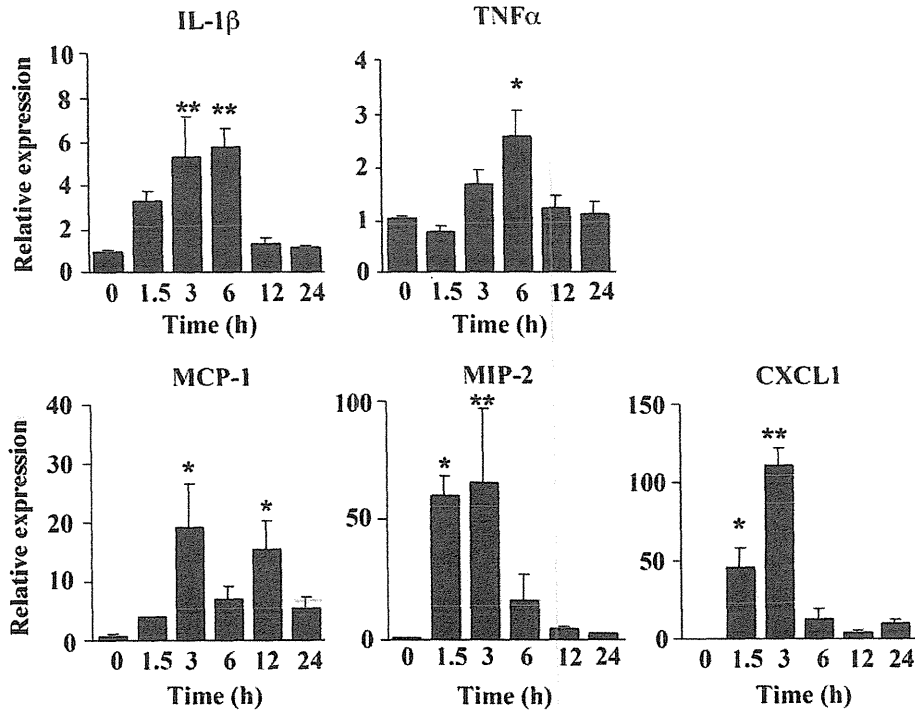 IL-1β
Relative expression
10
8
6
4
2
0
**
**
0 1.5 3 6 12 24
Time (h)
TNFα
4
3
2
1
0
*
0 1.5 3 6 12 24
Time (h)
MCP-1
Relative expression
40
30
20
10
0
*
*
0 1.5 3 6 12 24
Time (h)
MIP-2
100
50
0
*
**
0 1.5 3 6 12 24
Time (h)
CXCL1
150
100
50
0
*
**
0 1.5 3 6 12 24
Time (h)